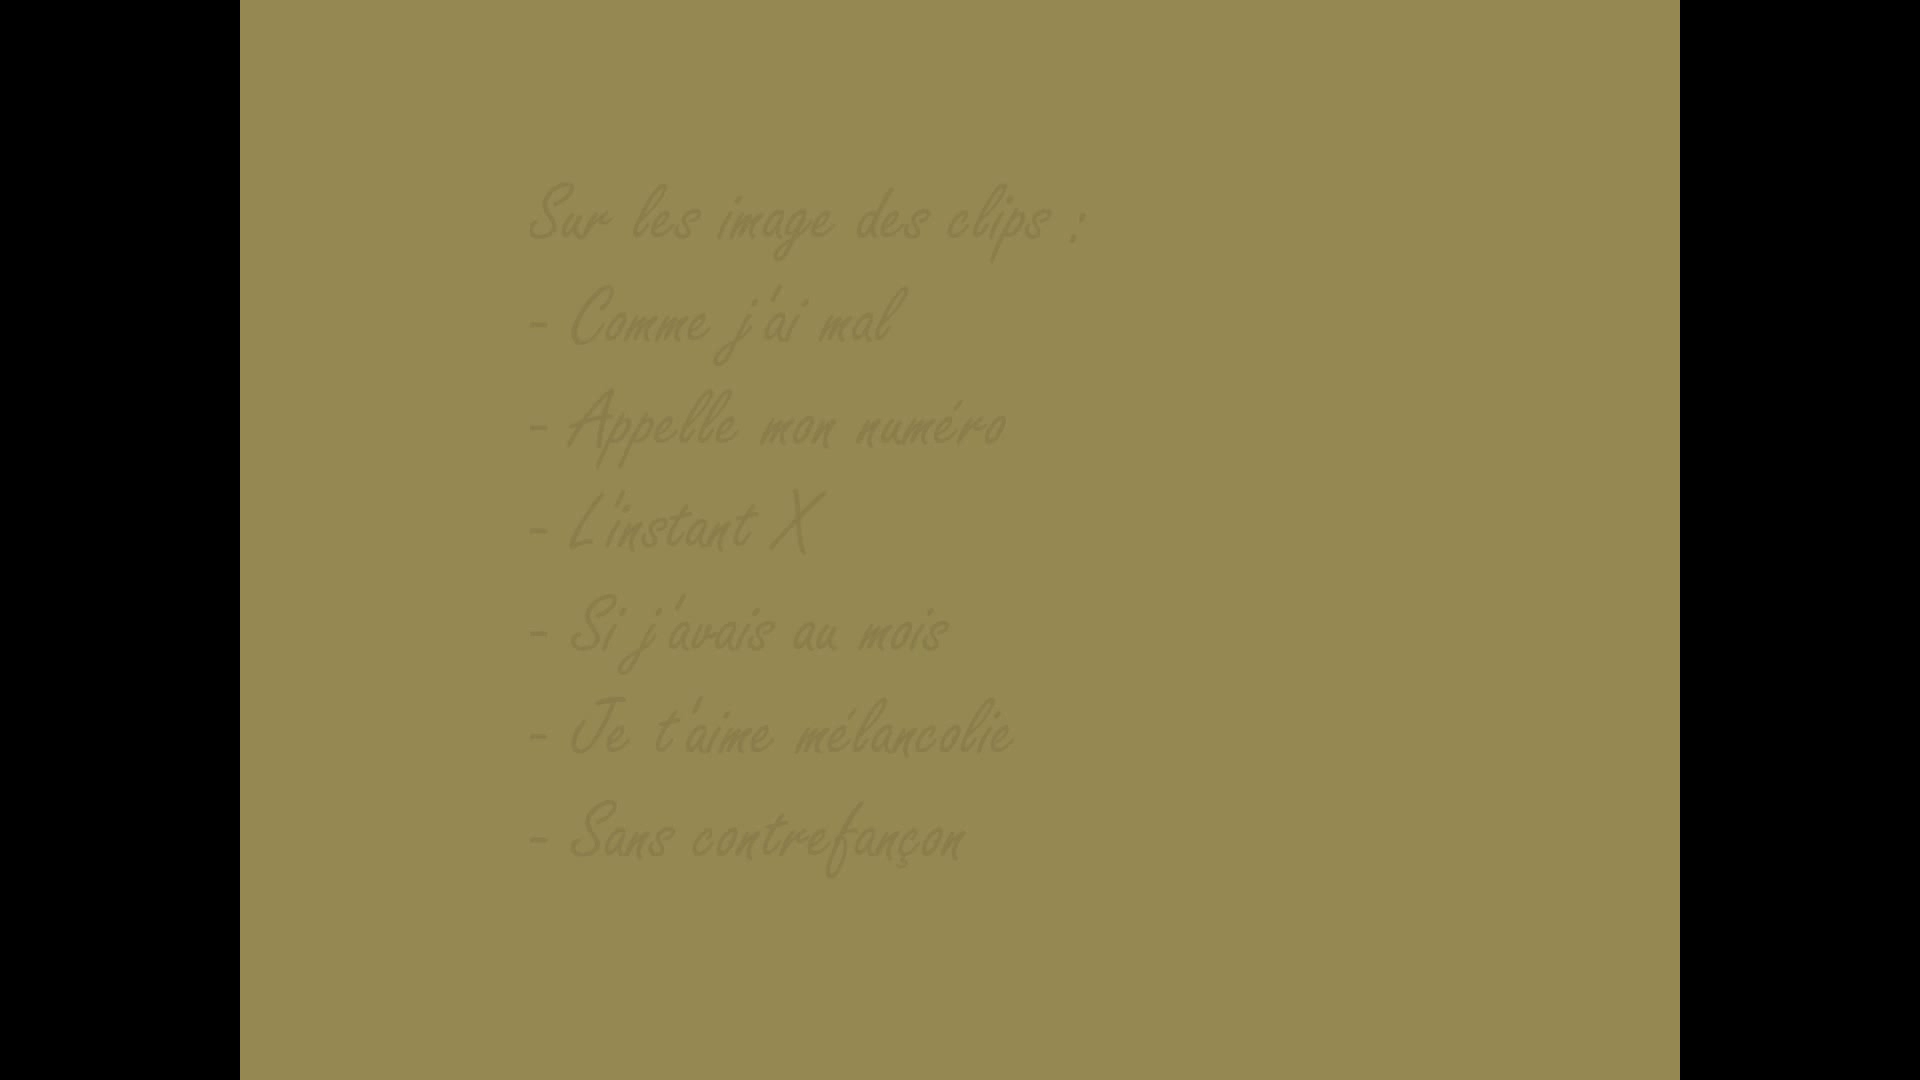 Sur les image des clips :
- Comme j'ai mal
- Appelle mon numéro
- L'instant X
- Si j'avais au mois
- Je t'aime mélancolie
- Sans contrefançon